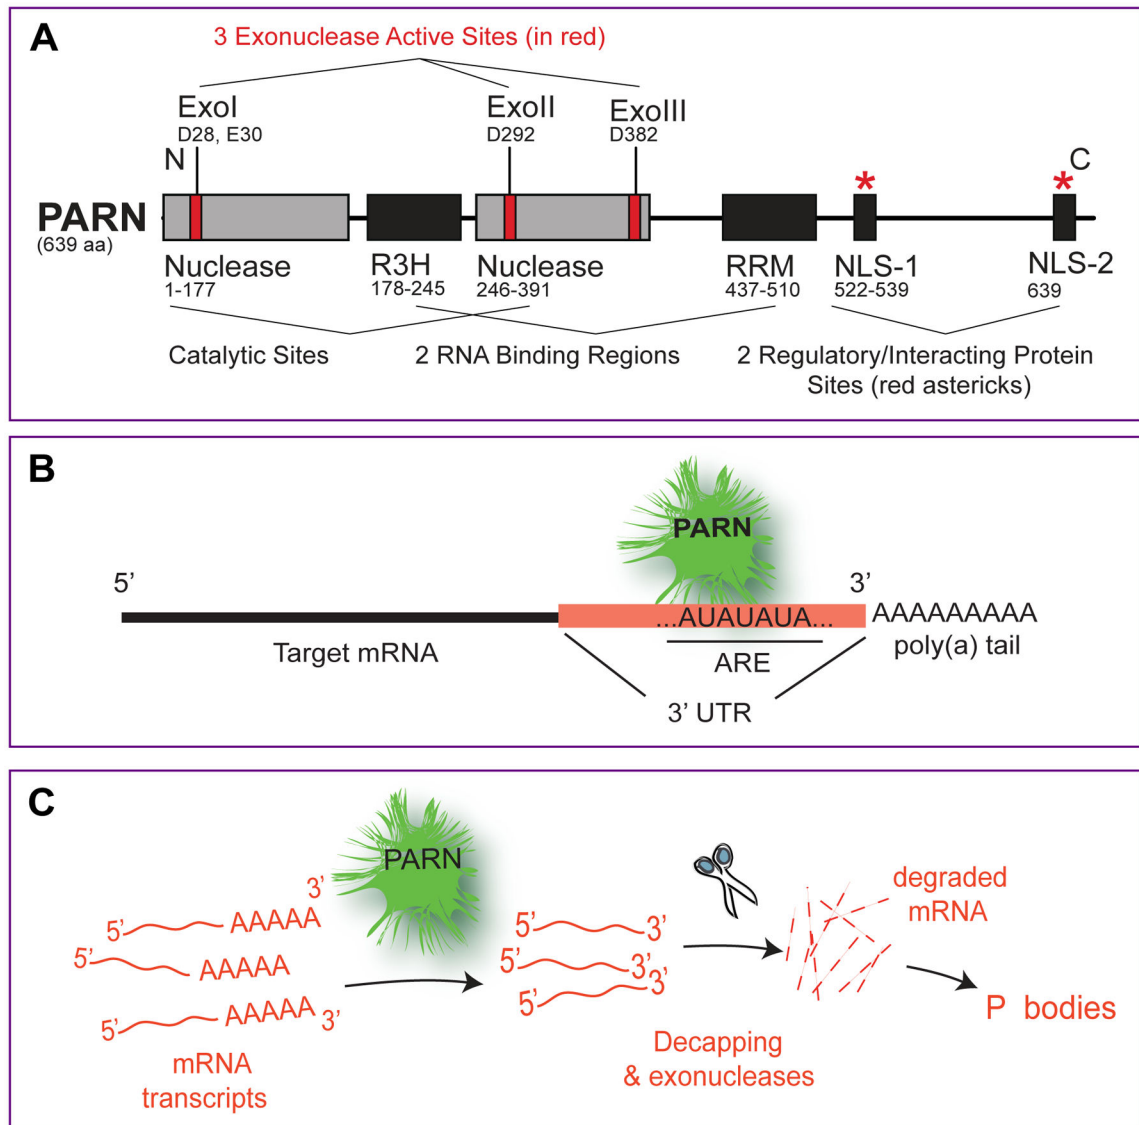 A
3 Exonuclease Active Sites (in red)
ExoI
D28, E30
ExoII
D292
ExoIII
D382
N
C
*
*
PARN
(639 aa)
Nuclease
1-177
R3H
178-245
Nuclease
246-391
RRM
437-510
NLS-1
522-539
NLS-2
639
Catalytic Sites
2 RNA Binding Regions
2 Regulatory/Interacting Protein
Sites (red astericks)
B
PARN
5’
3’
...AUAUAUA...
AAAAAAAAA
Target mRNA
ARE
poly(a) tail
3’ UTR
C
PARN
3’
5’ AAAAA
5’ AAAAA
5’ AAAAA 3’
mRNA
transcripts
5’ 3’
5’ 3’
5’ 3’
Decapping
& exonucleases
degraded
mRNA
P bodies